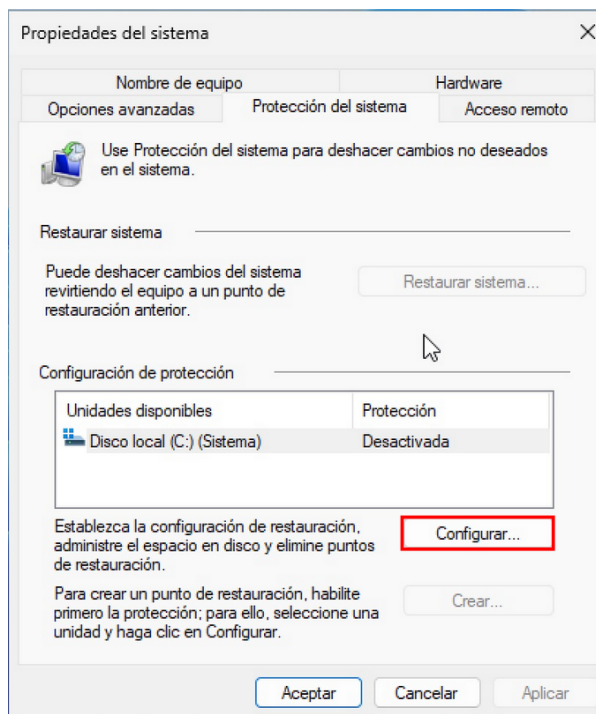 Propiedades del sistema
Nombre de equipo
Hardware
Opciones avanzadas
Protección del sistema
Acceso remoto
Use Protección del sistema para deshacer cambios no deseados
en el sistema.
Restaurar sistema
Puede deshacer cambios del sistema
revirtiendo el equipo a un punto de
restauración anterior.
Restaurar sistema...
Configuración de protección
Unidades disponibles
Protección
Disco local (C:) (Sistema)
Desactivada
Establezca la configuración de restauración,
administre el espacio en disco y elimine puntos
de restauración.
Configurar...
Para crear un punto de restauración, habilite
primero la protección; para ello, seleccione una
unidad y haga clic en Configurar.
Crear...
Aceptar
Cancelar
Aplicar